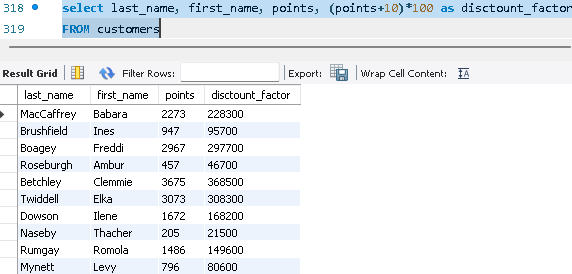 318 select last_name, first_name, points, (points+10)*100 as disctount_factor
319 FROM customers
Result Grid Filter Rows: Export: Wrap Cell Content:
last_name first_name points disctount_factor
MacCaffrey Babara 2273 228300
Brushfield Ines 947 95700
Boagey Freddi 2967 297700
Roseburgh Ambur 457 46700
Betchley Clemmie 3675 368500
Twiddell Elka 3073 308300
Dowson Ilene 1672 168200
Naseby Thacher 205 21500
Rumgay Romola 1486 149600
Mynett Levy 796 80600